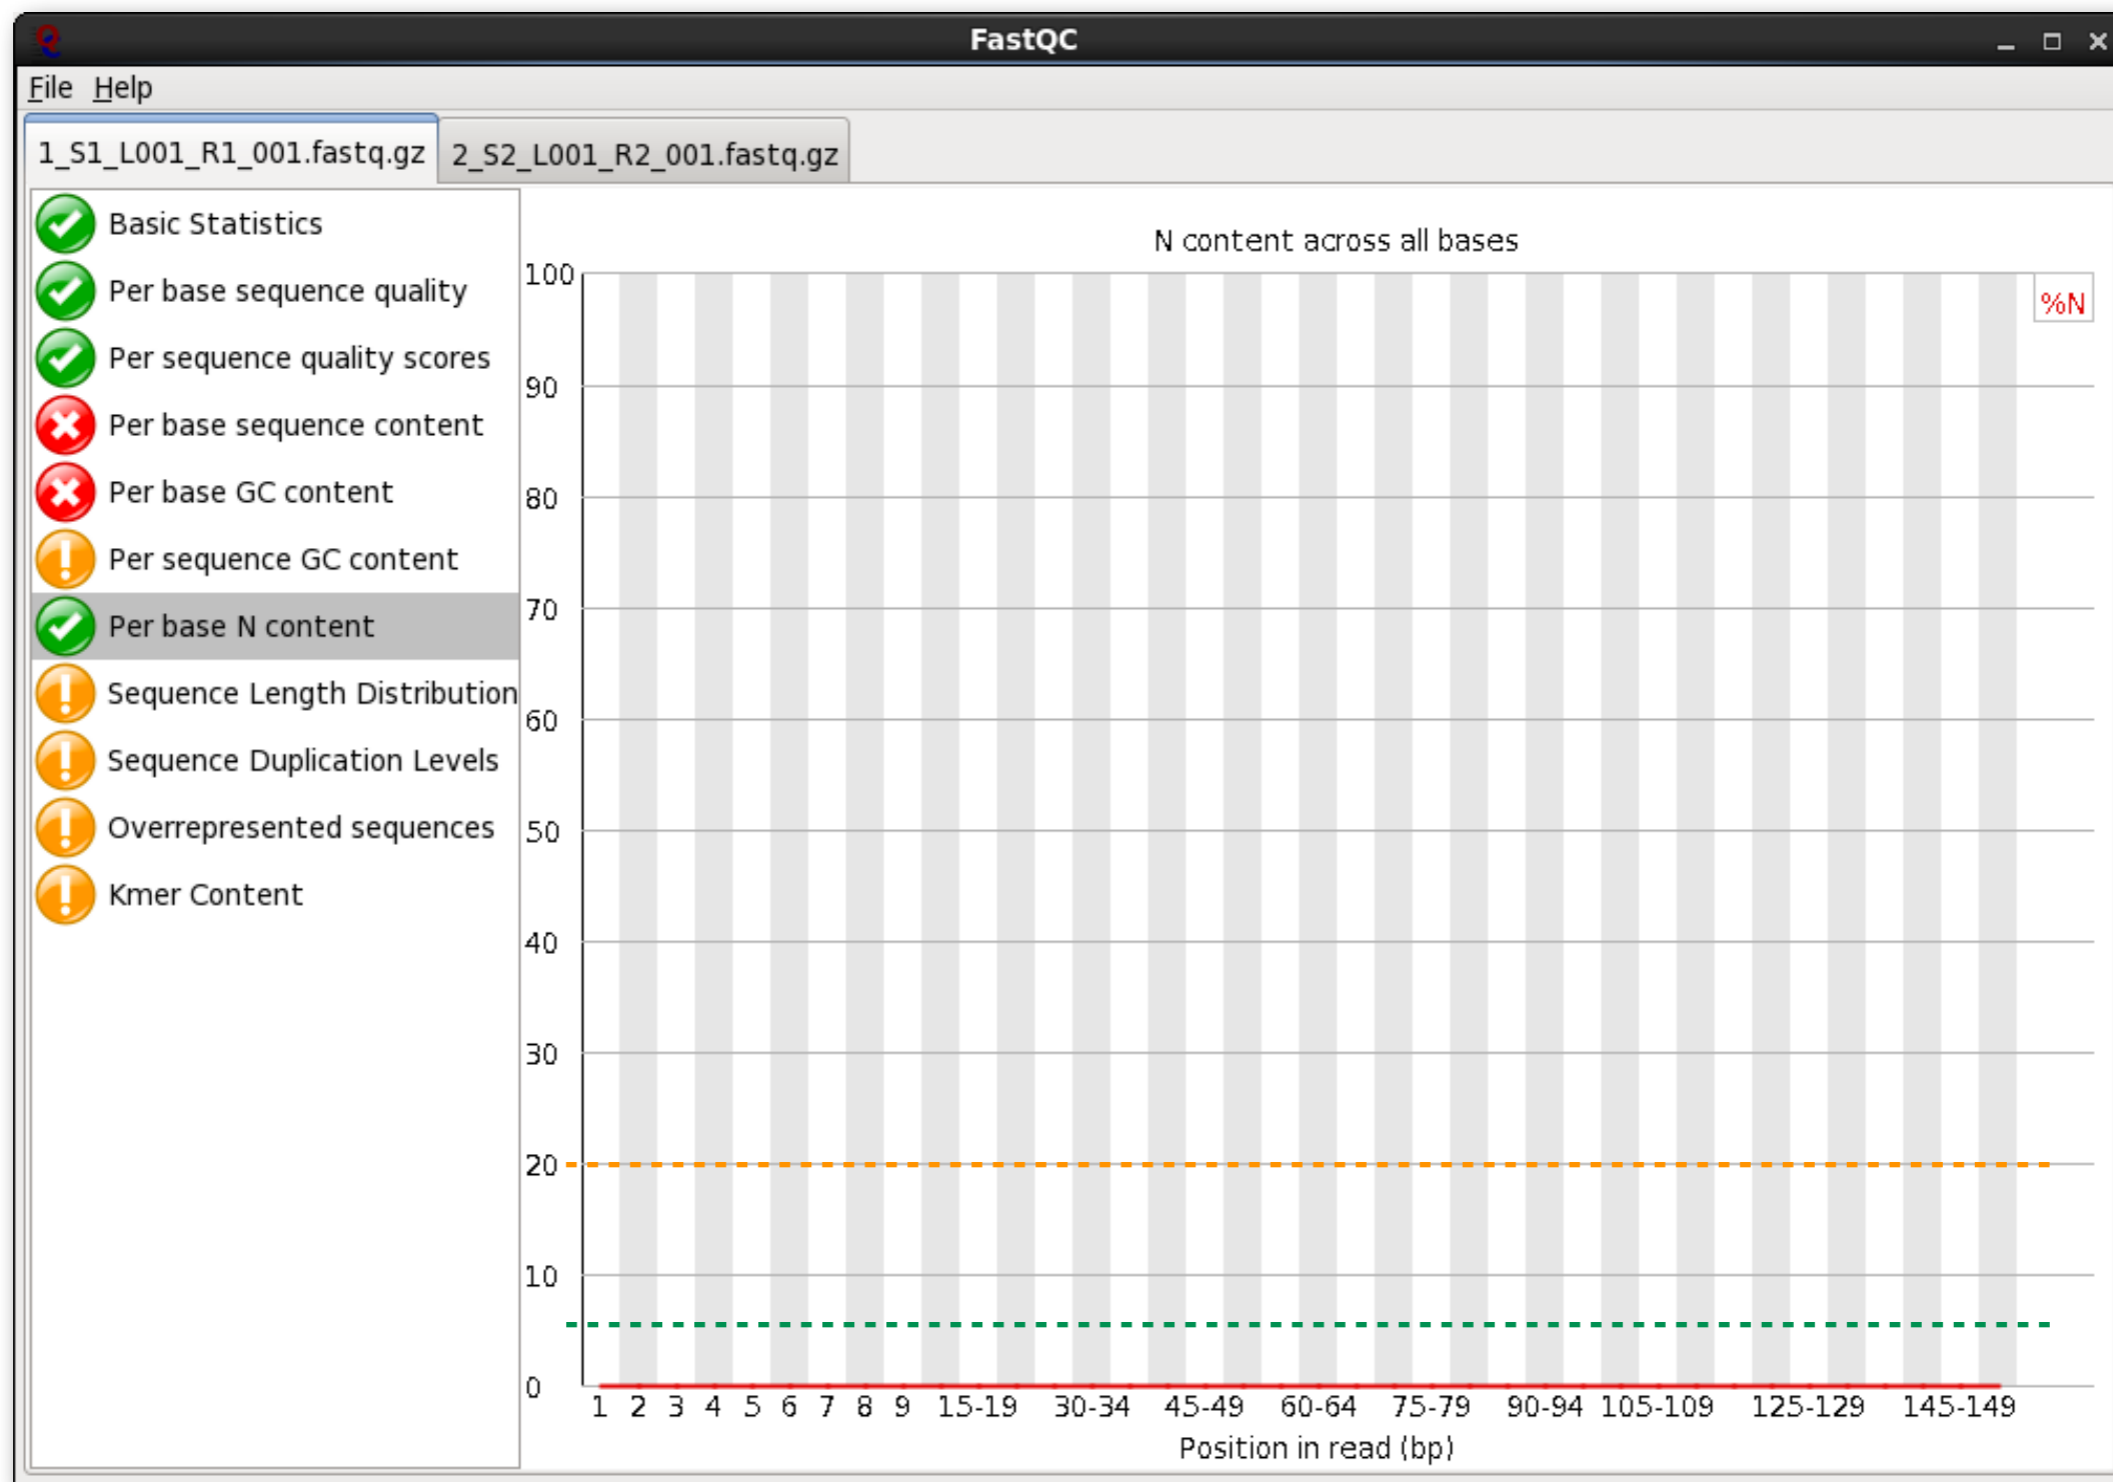 FastQC
File Help
1_S1_L001_R1_001.fastq.gz 2_S2_L001_R2_001.fastq.gz
Basic Statistics
Per base sequence quality
Per sequence quality scores
Per base sequence content
Per base GC content
Per sequence GC content
Per base N content
Sequence Length Distribution
Sequence Duplication Levels
Overrepresented sequences
Kmer Content
N content across all bases
%N
100
90
80
70
60
50
40
30
20
10
0
1 2 3 4 5 6 7 8 9 15-19 30-34 45-49 60-64 75-79 90-94 105-109 125-129 145-149
Position in read (bp)